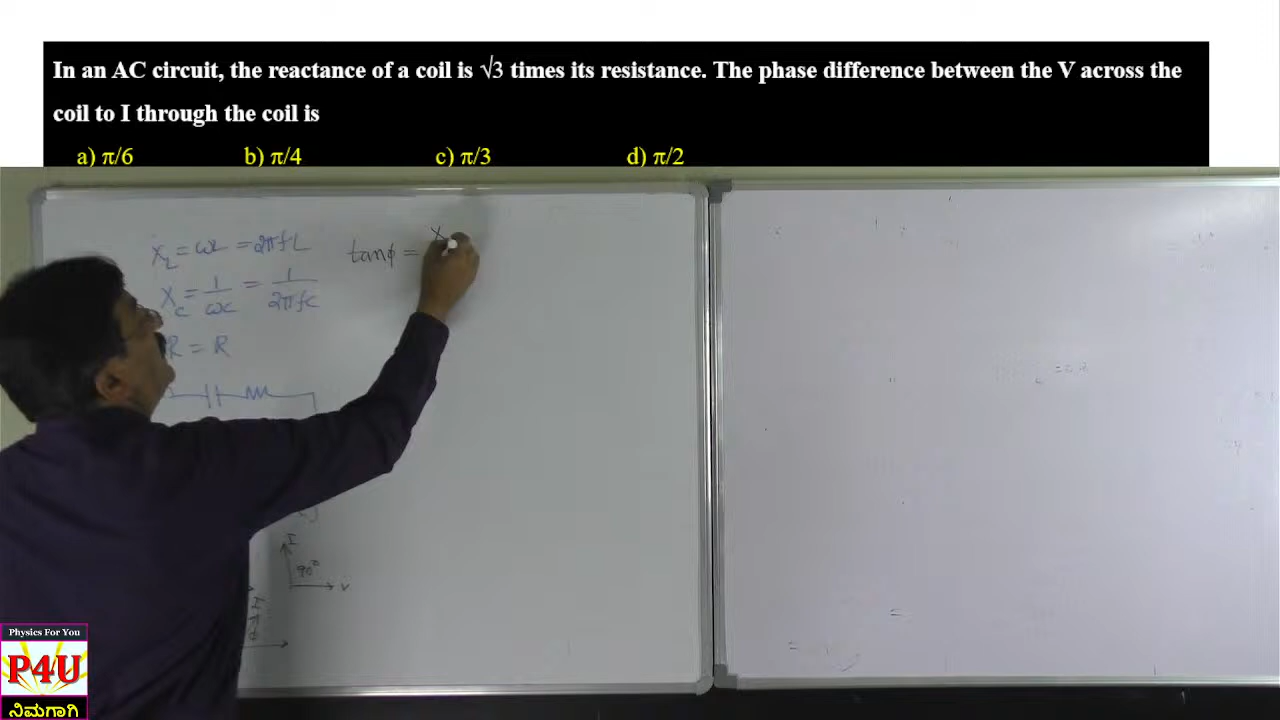 In an AC circuit, the reactance of a coil is √3 times its resistance. The phase difference between the V across the
coil to I through the coil is
a) π/6 b) π/4 c) π/3 d) π/2
X_L = ωL = 2πfL
tanφ = X
X_C = 1/ωC = 1/2πfC
R = R
I
90°
V
Physics For You
P4U
ನಿಮಗಾಗಿ